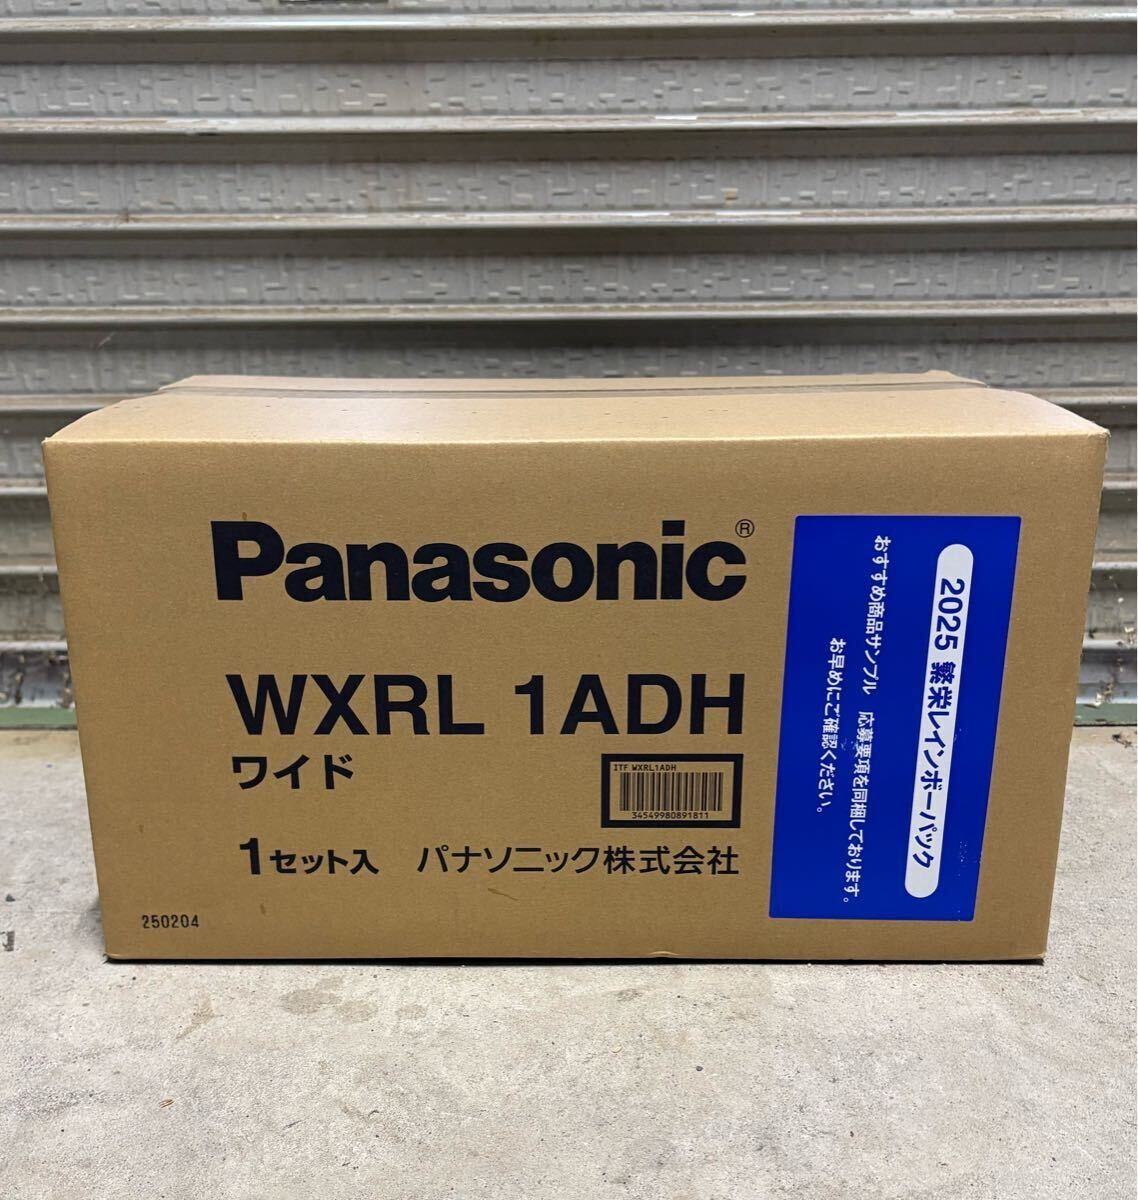 Panasonic®
WXRL 1ADH
ワイド
ITF WXRL1ADH
34549980891811
1セット入 パナソニック株式会社
250204
2025 繁栄レインボーパック
おすすめ商品サンプル 応募要項を同梱しております。
お早めにご確認ください。